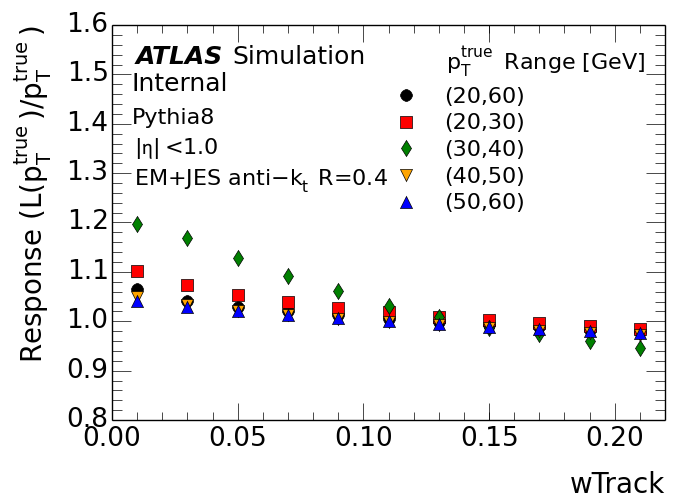 1.6
1.5
1.4
1.3
1.2
1.1
1.0
0.9
0.8
0.00
0.05
0.10
0.15
0.20
wTrack
Response (L(p_T^true)/p_T^true)
ATLAS Simulation
Internal
Pythia8
|η| <1.0
EM+JES anti−k_t R=0.4
p_T^true Range [GeV]
(20,60)
(20,30)
(30,40)
(40,50)
(50,60)